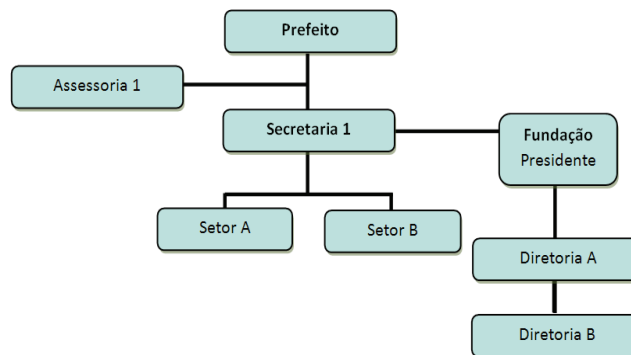 Prefeito
Assessoria 1
Secretaria 1
Fundação
Presidente
Setor A
Setor B
Diretoria A
Diretoria B